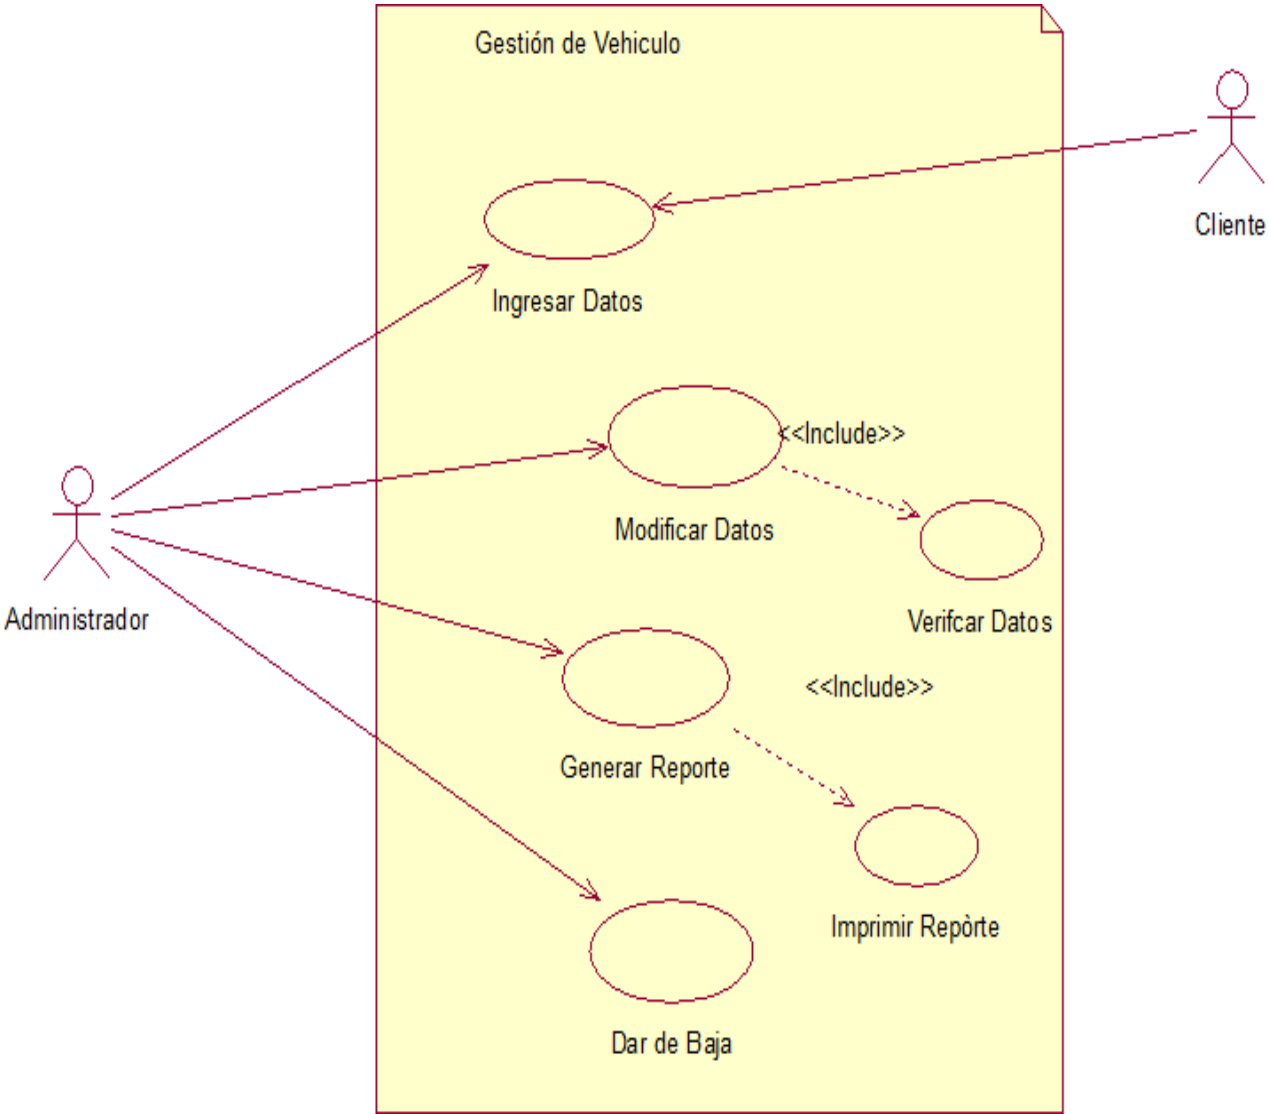 Gestión de Vehiculo
Cliente
Ingresar Datos
<<Include>>
Modificar Datos
Administrador
Verifcar Datos
<<Include>>
Generar Reporte
Imprimir Repòrte
Dar de Baja